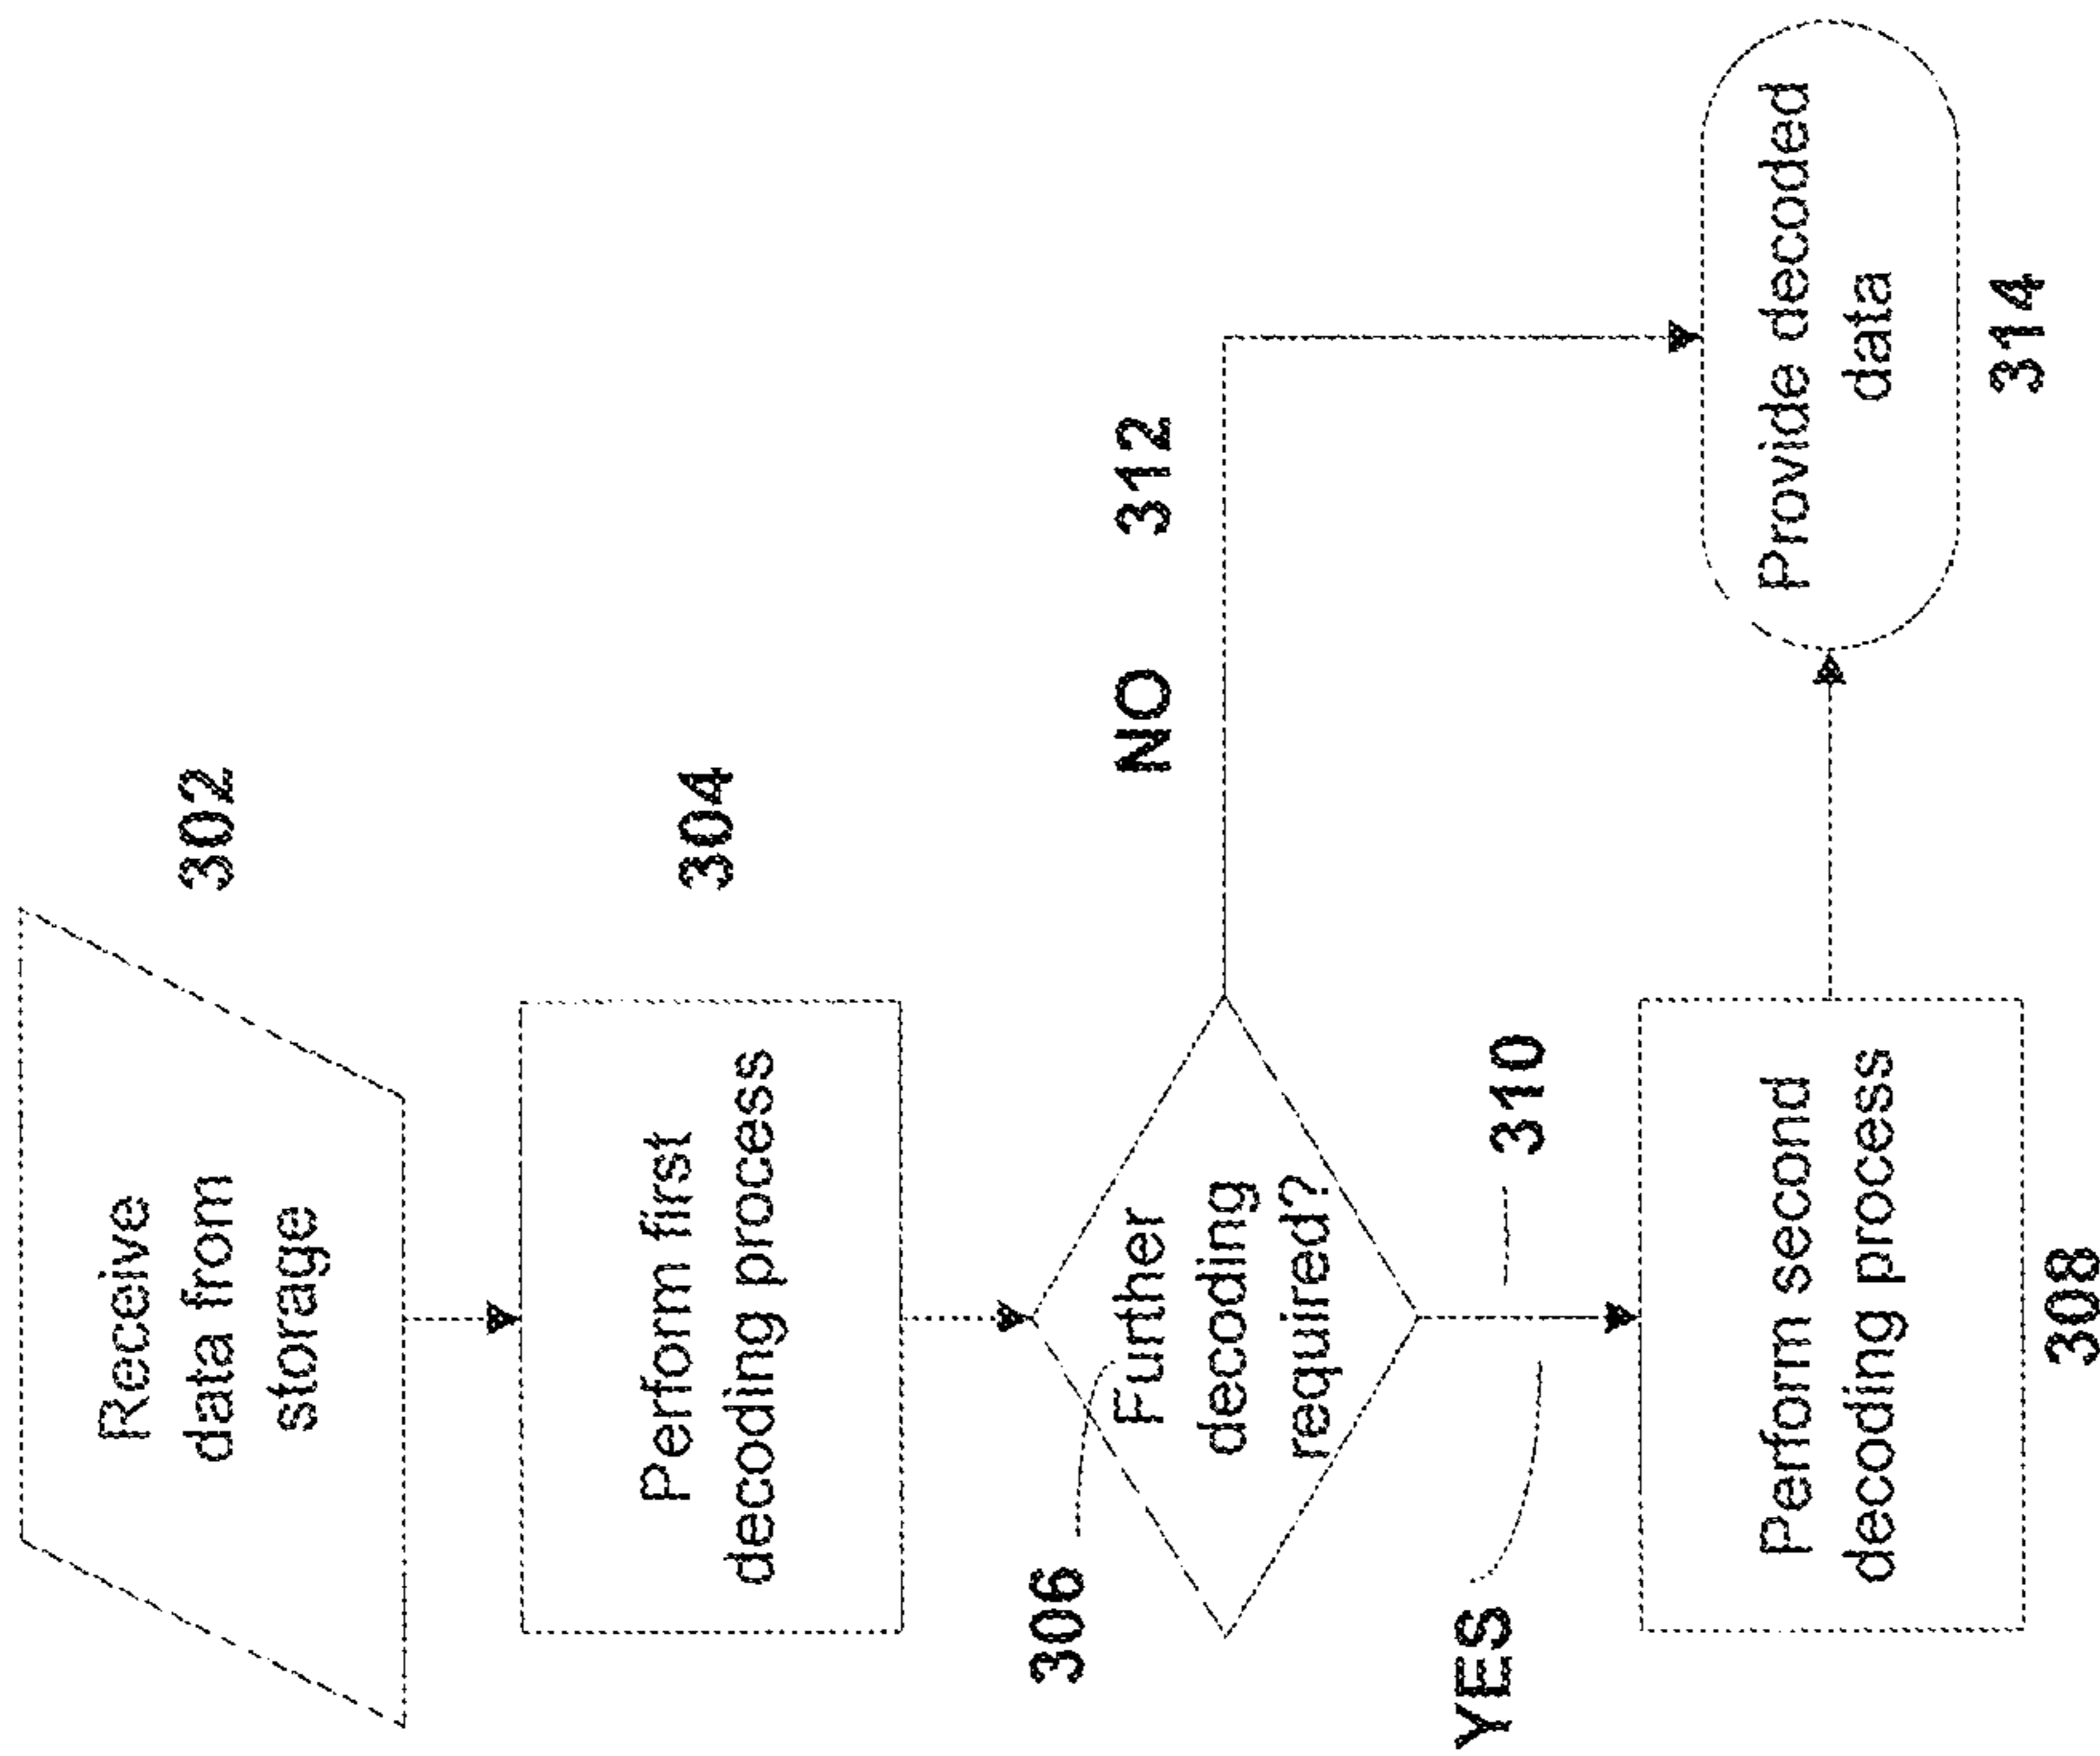 Receive
data from
storage
302
Perform first
decoding process
304
306
Further
decoding
required?
NO
312
YES
310
Perform second
decoding process
308
Provide decoded
data
314